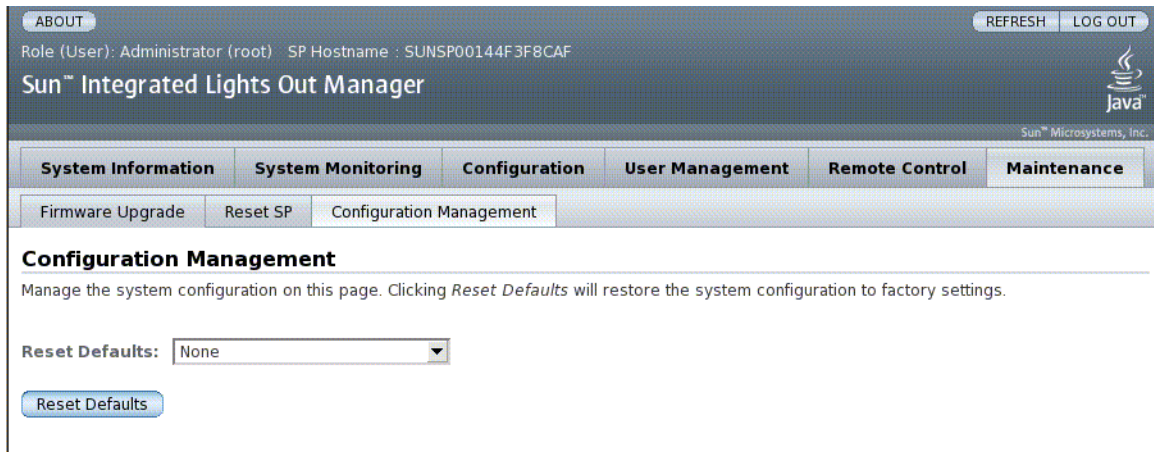 ABOUT
REFRESH LOG OUT
Role (User): Administrator (root) SP Hostname : SUNSP00144F3F8CAF
Sun™ Integrated Lights Out Manager
Java™
Sun™ Microsystems, Inc.
System Information System Monitoring Configuration User Management Remote Control Maintenance
Firmware Upgrade Reset SP Configuration Management
Configuration Management
Manage the system configuration on this page. Clicking Reset Defaults will restore the system configuration to factory settings.
Reset Defaults: None
Reset Defaults